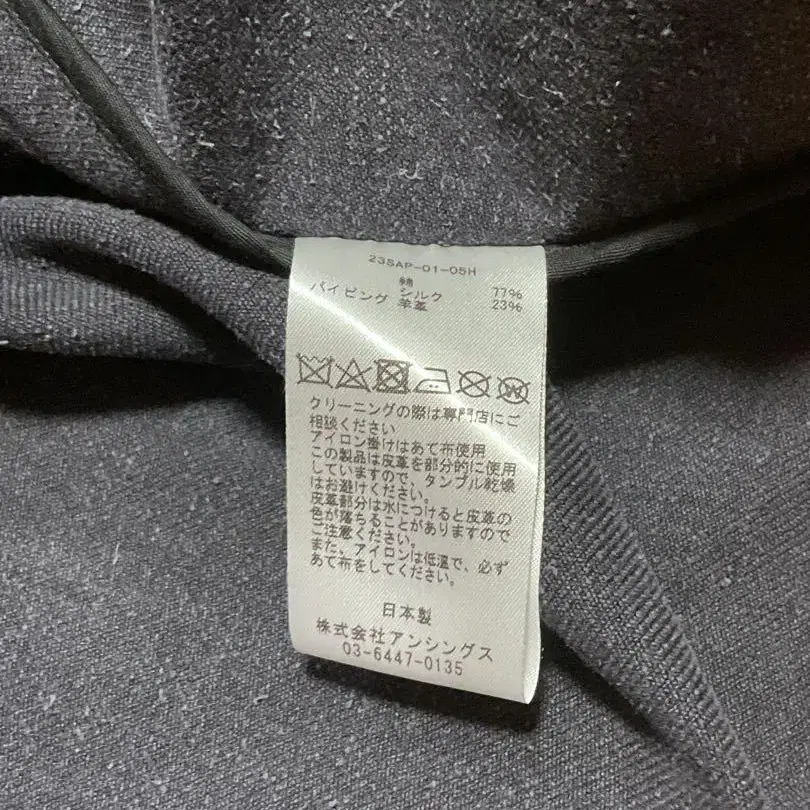 23SAP-01-05H
綿 77%
シルク 23%
パイピング 羊革
クリーニングの際は専門店にご
相談ください
アイロン掛けはあて布使用
この製品は皮革を部分的に使用
していますので、タンブル乾燥
はお避けください。
皮革部分は水につけると皮革の
色が落ちることがありますので
ご注意ください。
また、アイロンは低温で、必ず
あて布をしてください。
日本製
株式会社アンシングス
03-6447-0135